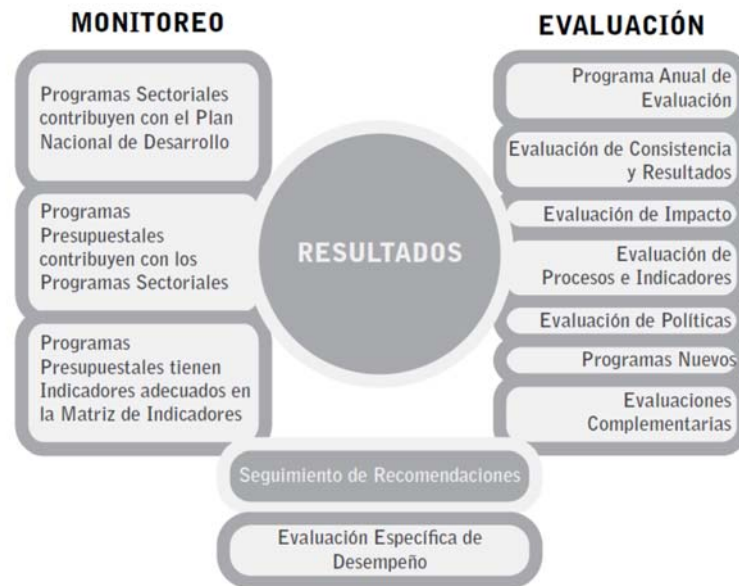 MONITOREO
Programas Sectoriales
contribuyen con el Plan
Nacional de Desarrollo
Programas
Presupuestales
contribuyen con los
Programas Sectoriales
Programas
Presupuestales tienen
Indicadores adecuados en
la Matriz de Indicadores
RESULTADOS
EVALUACIÓN
Programa Anual de
Evaluación
Evaluación de Consistencia
y Resultados
Evaluación de Impacto
Evaluación de
Procesos e Indicadores
Evaluación de Políticas
Programas Nuevos
Evaluaciones
Complementarias
Seguimiento de Recomendaciones
Evaluación Específica de
Desempeño